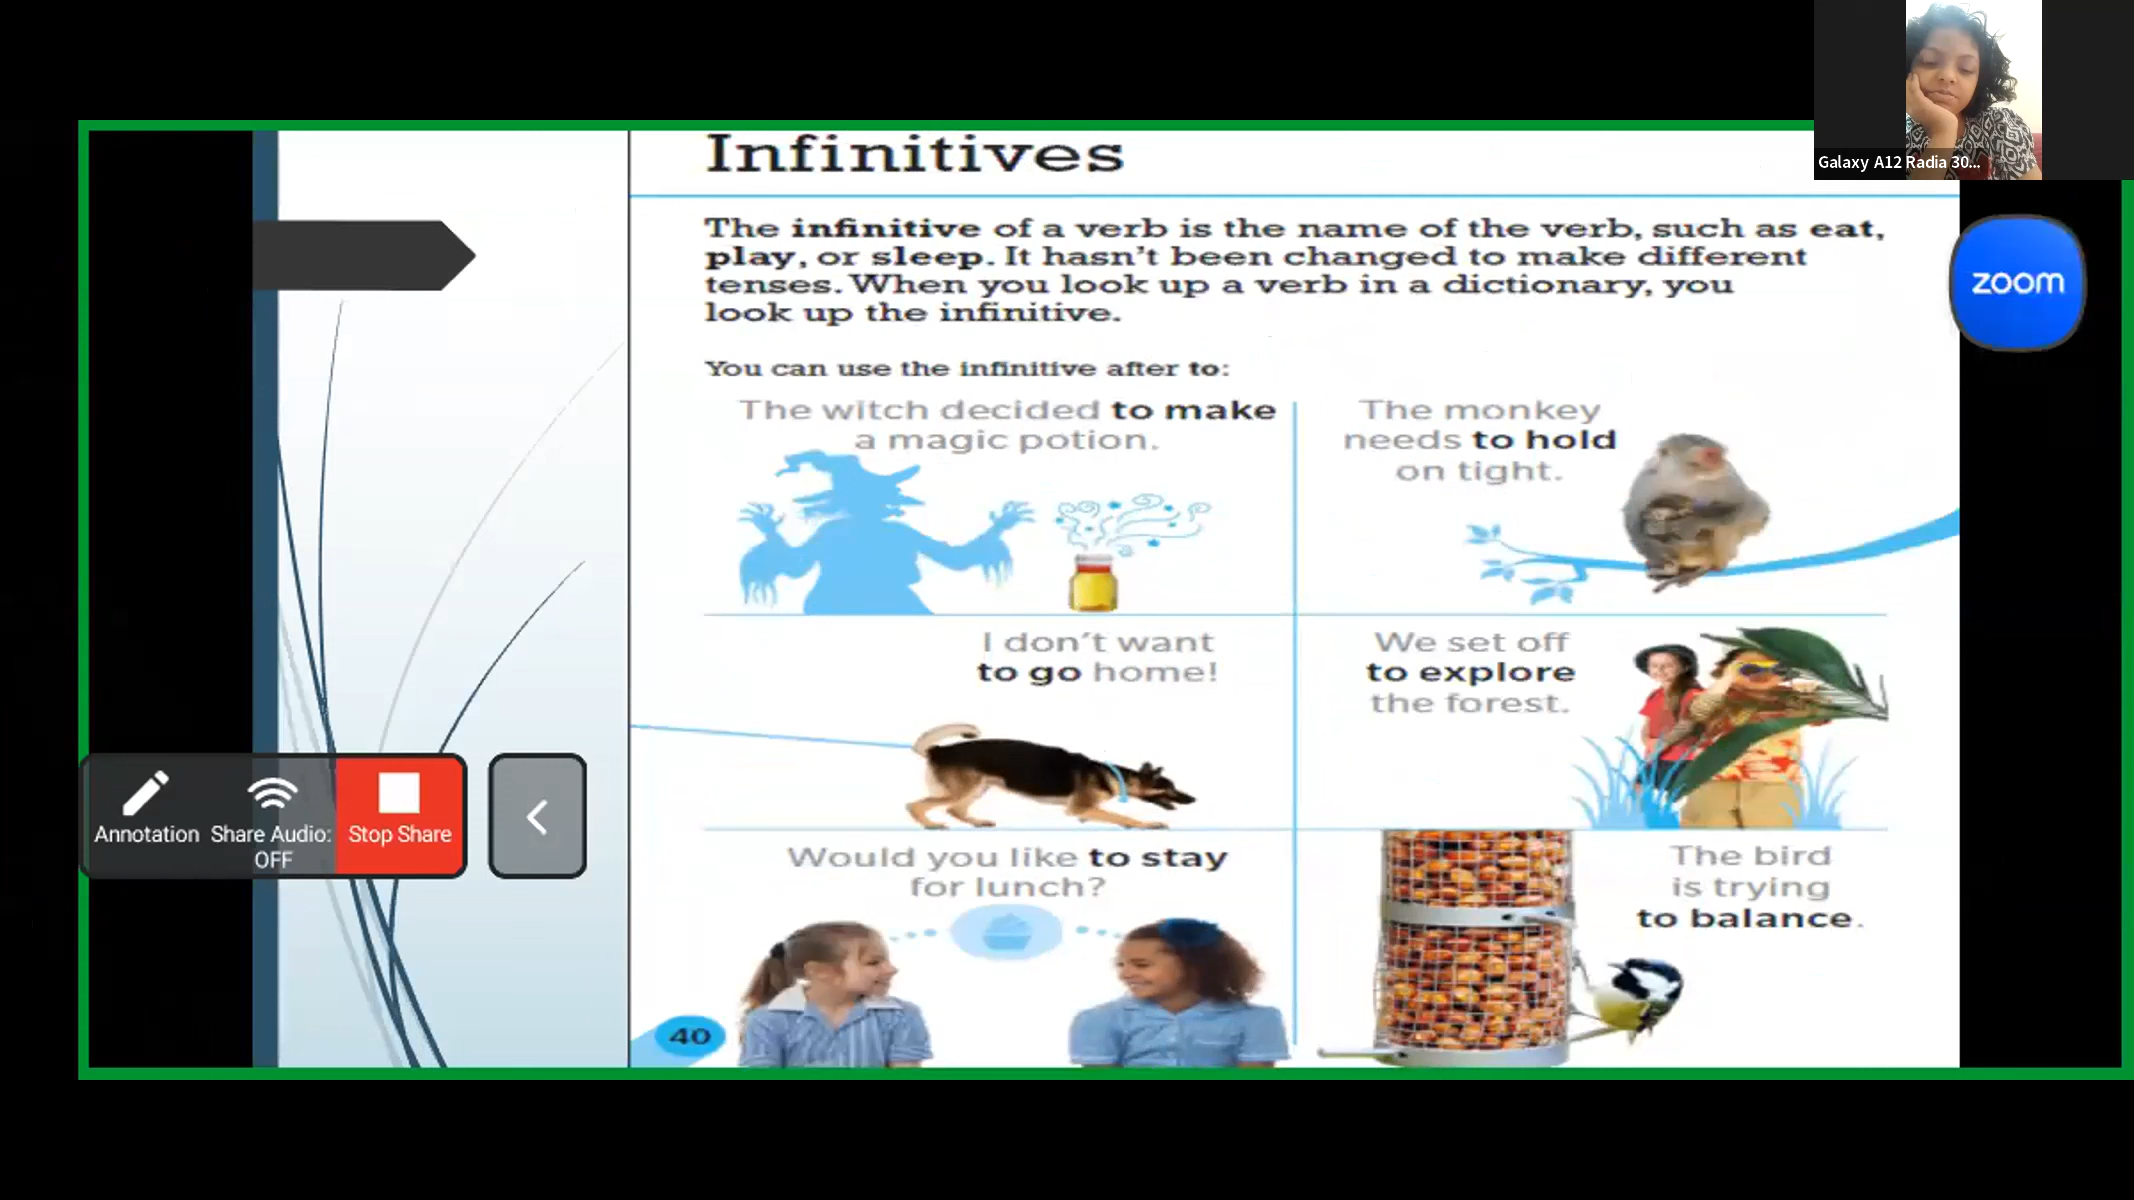 Infinitives
The infinitive of a verb is the name of the verb, such as eat,
play, or sleep. It hasn't been changed to make different
tenses. When you look up a verb in a dictionary, you
look up the infinitive.
You can use the infinitive after to:
The witch decided to make
a magic potion.
The monkey
needs to hold
on tight.
I don't want
to go home!
We set off
to explore
the forest.
Would you like to stay
for lunch?
The bird
is trying
to balance.
40
Annotation
Share Audio:
OFF
Stop Share
Galaxy A12 Radia 30...
zoom